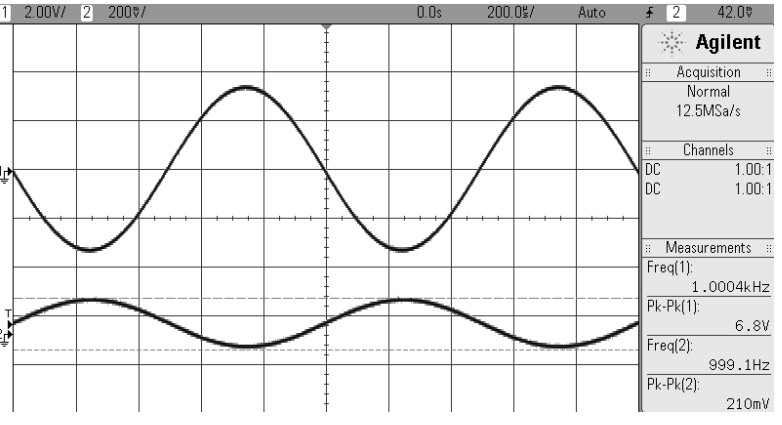 1 2.00V/ 2 200mV/ 0.0s 200.0µs/ Auto 2 42.0mV
Agilent
Acquisition
Normal
12.5MSa/s
Channels
DC 1.00:1
DC 1.00:1
Measurements
Freq(1):
1.0004kHz
Pk-Pk(1):
6.8V
Freq(2):
999.1Hz
Pk-Pk(2):
210mV
T
2